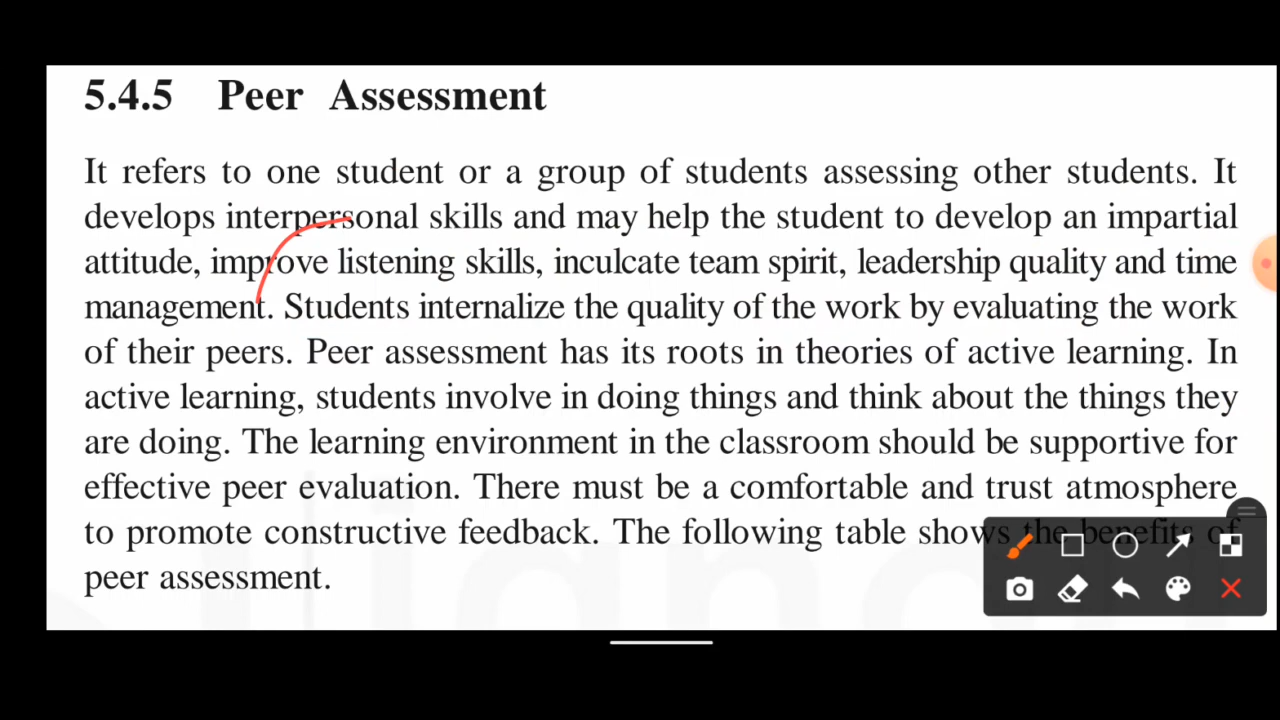 5.4.5 Peer Assessment
It refers to one student or a group of students assessing other students. It
develops interpersonal skills and may help the student to develop an impartial
attitude, improve listening skills, inculcate team spirit, leadership quality and time
management. Students internalize the quality of the work by evaluating the work
of their peers. Peer assessment has its roots in theories of active learning. In
active learning, students involve in doing things and think about the things they
are doing. The learning environment in the classroom should be supportive for
effective peer evaluation. There must be a comfortable and trust atmosphere
to promote constructive feedback. The following table shows the benefits of
peer assessment.